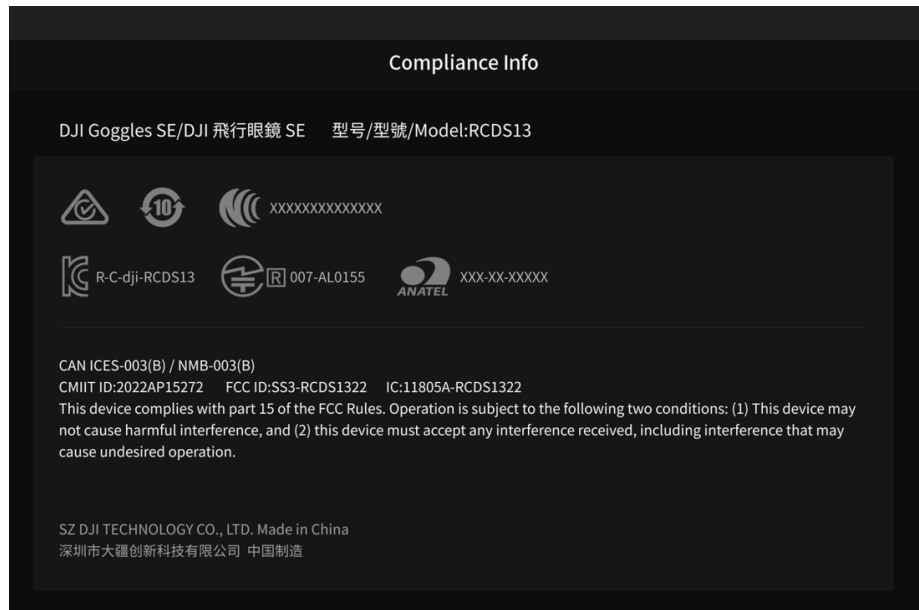 Compliance Info
DJI Goggles SE/DJI 飛行眼鏡 SE 型号/型號/Model:RCDS13
10 XXXXXXXXXXXXXX
R-C-dji-RCDS13 R 007-AL0155 ANATEL XXX-XX-XXXXX
CAN ICES-003(B) / NMB-003(B)
CMIIT ID:2022AP15272 FCC ID:SS3-RCDS1322 IC:11805A-RCDS1322
This device complies with part 15 of the FCC Rules. Operation is subject to the following two conditions: (1) This device may
not cause harmful interference, and (2) this device must accept any interference received, including interference that may
cause undesired operation.
SZ DJI TECHNOLOGY CO., LTD. Made in China
深圳市大疆创新科技有限公司 中国制造